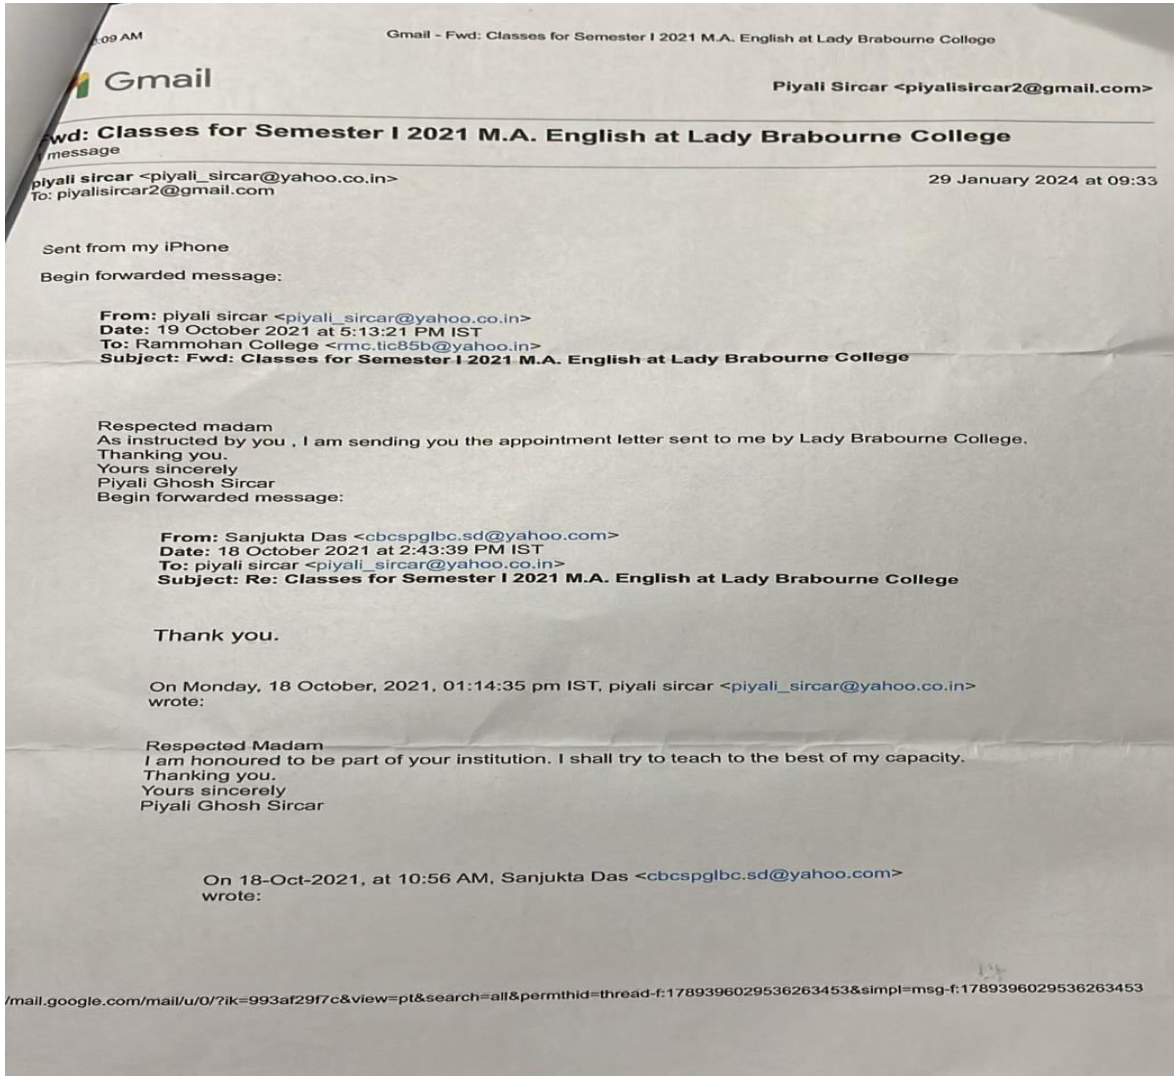 :09 AM Gmail - Fwd: Classes for Semester I 2021 M.A. English at Lady Brabourne College
Gmail Piyali Sircar <piyalisircar2@gmail.com>
Fwd: Classes for Semester I 2021 M.A. English at Lady Brabourne College
message
piyali sircar <piyali_sircar@yahoo.co.in> 29 January 2024 at 09:33
To: piyalisircar2@gmail.com
Sent from my iPhone
Begin forwarded message:
From: piyali sircar <piyali_sircar@yahoo.co.in>
Date: 19 October 2021 at 5:13:21 PM IST
To: Rammohan College <rmc.tic85b@yahoo.in>
Subject: Fwd: Classes for Semester I 2021 M.A. English at Lady Brabourne College
Respected madam
As instructed by you , I am sending you the appointment letter sent to me by Lady Brabourne College.
Thanking you.
Yours sincerely
Piyali Ghosh Sircar
Begin forwarded message:
From: Sanjukta Das <cbcspglbc.sd@yahoo.com>
Date: 18 October 2021 at 2:43:39 PM IST
To: piyali sircar <piyali_sircar@yahoo.co.in>
Subject: Re: Classes for Semester I 2021 M.A. English at Lady Brabourne College
Thank you.
On Monday, 18 October, 2021, 01:14:35 pm IST, piyali sircar <piyali_sircar@yahoo.co.in>
wrote:
Respected Madam
I am honoured to be part of your institution. I shall try to teach to the best of my capacity.
Thanking you.
Yours sincerely
Piyali Ghosh Sircar
On 18-Oct-2021, at 10:56 AM, Sanjukta Das <cbcspglbc.sd@yahoo.com>
wrote:
/mail.google.com/mail/u/0/?ik=993af29f7c&view=pt&search=all&permthid=thread-f:1789396029536263453&simpl=msg-f:1789396029536263453